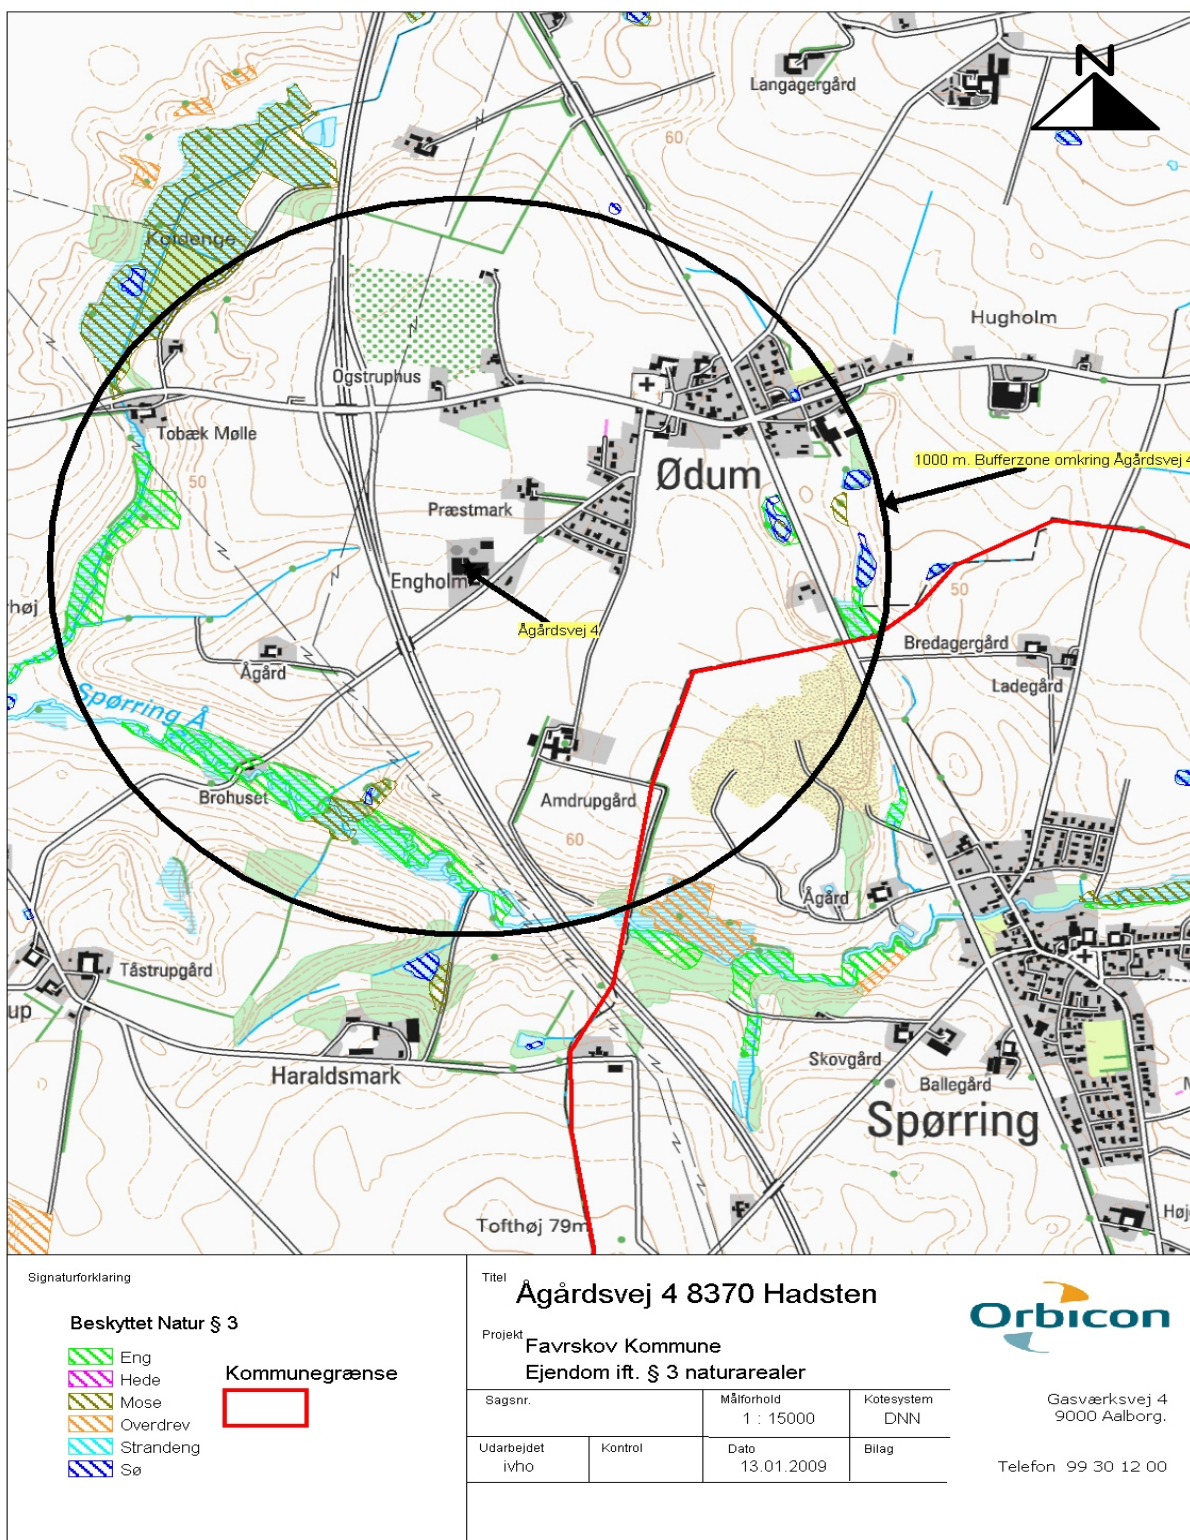 Langagergård
N
60
Koldenge
Hugholm
Ogstruphus
Tobæk Mølle
Ødum
1000 m. Bufferzone omkring Ågårdsvej 4
50
Præstmark
Engholm
50
Ågårdsvej 4
Bredagergård
Ågård
Ladegård
Spørring Å
Brohuset
Amdrupgård
60
Ågård
Tåstrupgård
up
Haraldsmark
Skovgård
Ballegård
Spørring
Tofthøj 79m
Signaturforklaring
Beskyttet Natur § 3
Eng
Hede
Mose
Overdrev
Strandeng
Sø
Kommunegrænse
Titel
Ågårdsvej 4 8370 Hadsten
Projekt
Favrskov Kommune
Ejendom ift. § 3 naturarealer
Sagsnr.
Målforhold
1 : 15000
Kotesystem
DNN
Udarbejdet
ivho
Kontrol
Dato
13.01.2009
Bilag
Orbicon
Gasværksvej 4
9000 Aalborg.
Telefon 99 30 12 00